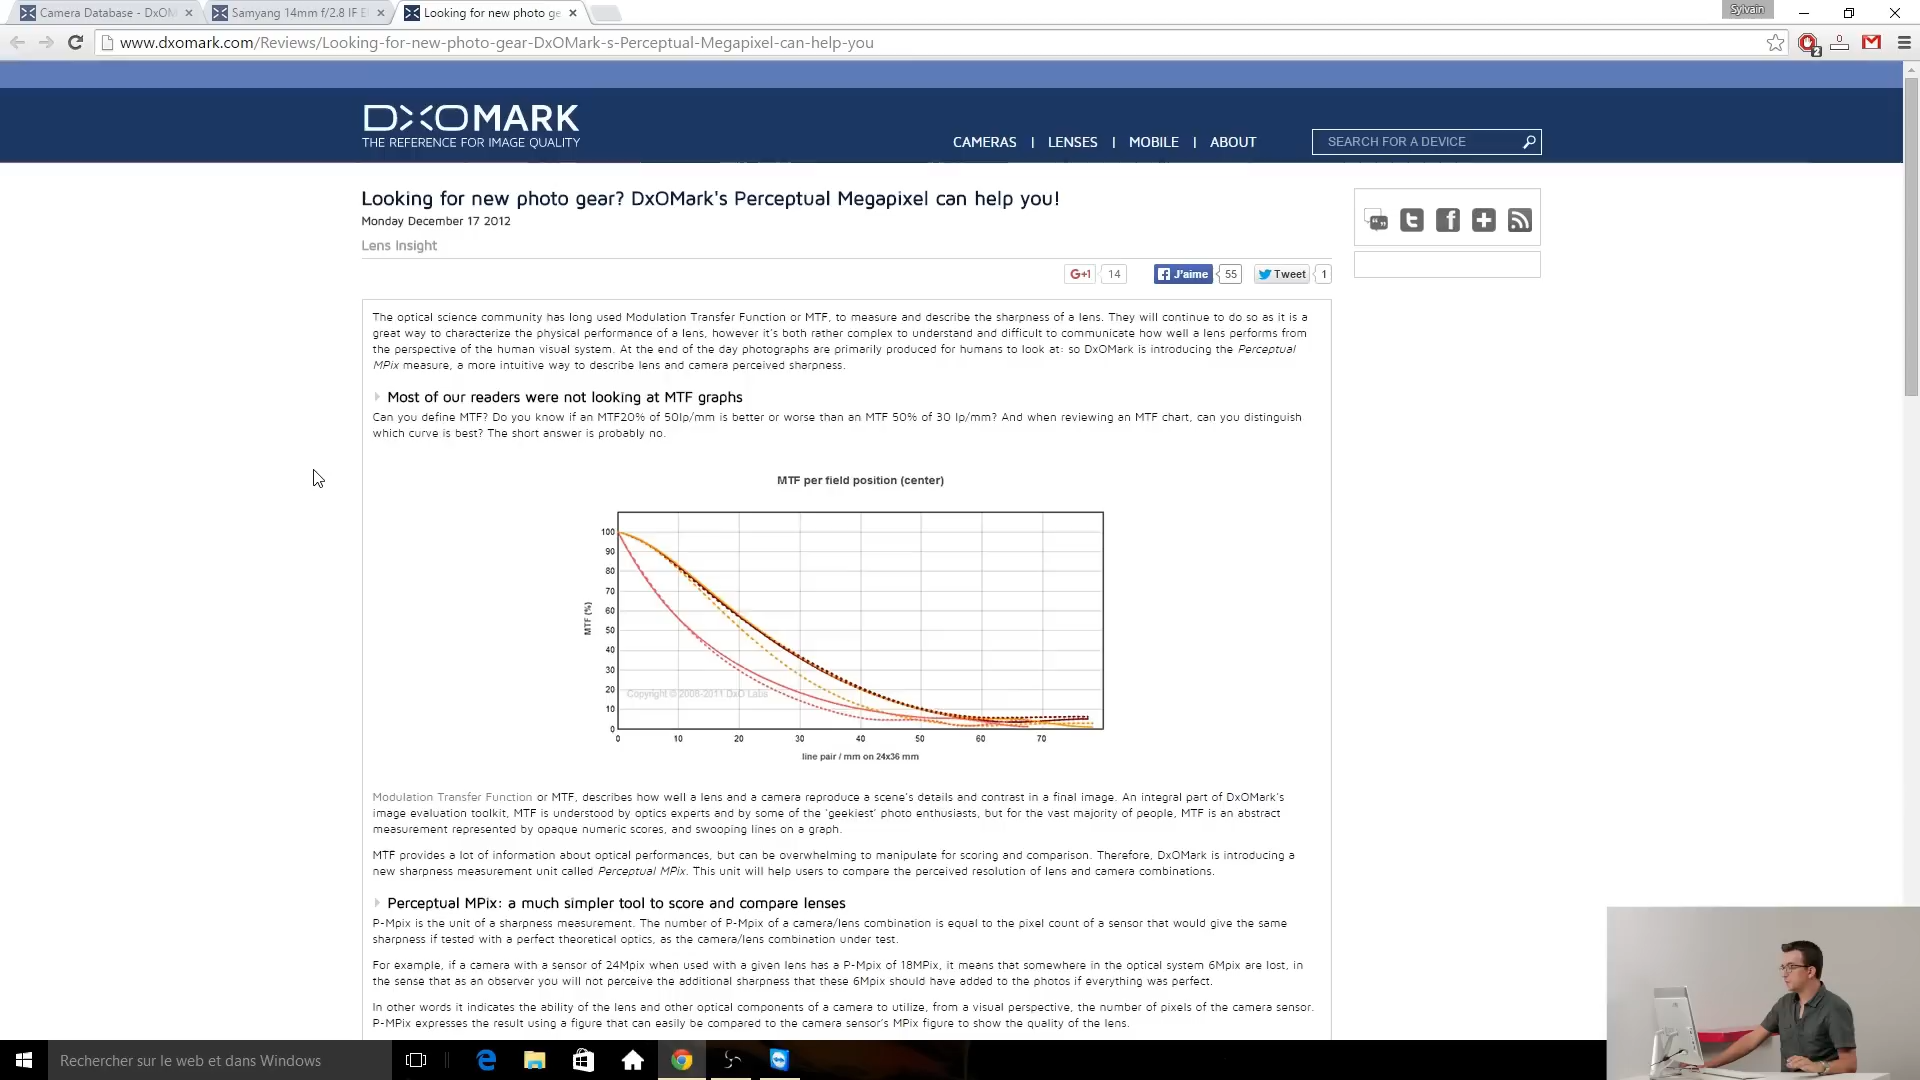 Camera Database - DxOM
Samyang 14mm f/2.8 IF E
Looking for new photo ge
Sylvain
www.dxomark.com/Reviews/Looking-for-new-photo-gear-DxOMark-s-Perceptual-Megapixel-can-help-you
2
0
DXOMARK
THE REFERENCE FOR IMAGE QUALITY
CAMERAS | LENSES | MOBILE | ABOUT
SEARCH FOR A DEVICE
Looking for new photo gear? DxOMark's Perceptual Megapixel can help you!
Monday December 17 2012
Lens Insight
G+1 14 J'aime 55 Tweet 1
The optical science community has long used Modulation Transfer Function or MTF, to measure and describe the sharpness of a lens. They will continue to do so as it is a
great way to characterize the physical performance of a lens, however it's both rather complex to understand and difficult to communicate how well a lens performs from
the perspective of the human visual system. At the end of the day photographs are primarily produced for humans to look at: so DxOMark is introducing the Perceptual
MPix measure, a more intuitive way to describe lens and camera perceived sharpness.
Most of our readers were not looking at MTF graphs
Can you define MTF? Do you know if an MTF20% of 50lp/mm is better or worse than an MTF 50% of 30 lp/mm? And when reviewing an MTF chart, can you distinguish
which curve is best? The short answer is probably no.
MTF per field position (center)
100
90
80
70
60
50
40
30
20
10
0
MTF (%)
Copyright © 2008-2011 DxO Labs
0 10 20 30 40 50 60 70
line pair / mm on 24x36 mm
Modulation Transfer Function or MTF, describes how well a lens and a camera reproduce a scene's details and contrast in a final image. An integral part of DxOMark's
image evaluation toolkit, MTF is understood by optics experts and by some of the 'geekiest' photo enthusiasts, but for the vast majority of people, MTF is an abstract
measurement represented by opaque numeric scores, and swooping lines on a graph.
MTF provides a lot of information about optical performances, but can be overwhelming to manipulate for scoring and comparison. Therefore, DxOMark is introducing a
new sharpness measurement unit called Perceptual MPix. This unit will help users to compare the perceived resolution of lens and camera combinations.
Perceptual MPix: a much simpler tool to score and compare lenses
P-Mpix is the unit of a sharpness measurement. The number of P-Mpix of a camera/lens combination is equal to the pixel count of a sensor that would give the same
sharpness if tested with a perfect theoretical optics, as the camera/lens combination under test.
For example, if a camera with a sensor of 24Mpix when used with a given lens has a P-Mpix of 18MPix, it means that somewhere in the optical system 6Mpix are lost, in
the sense that as an observer you will not perceive the additional sharpness that these 6Mpix should have added to the photos if everything was perfect.
In other words it indicates the ability of the lens and other optical components of a camera to utilize, from a visual perspective, the number of pixels of the camera sensor.
P-MPix expresses the result using a figure that can easily be compared to the camera sensor's MPix figure to show the quality of the lens.
Rechercher sur le web et dans Windows